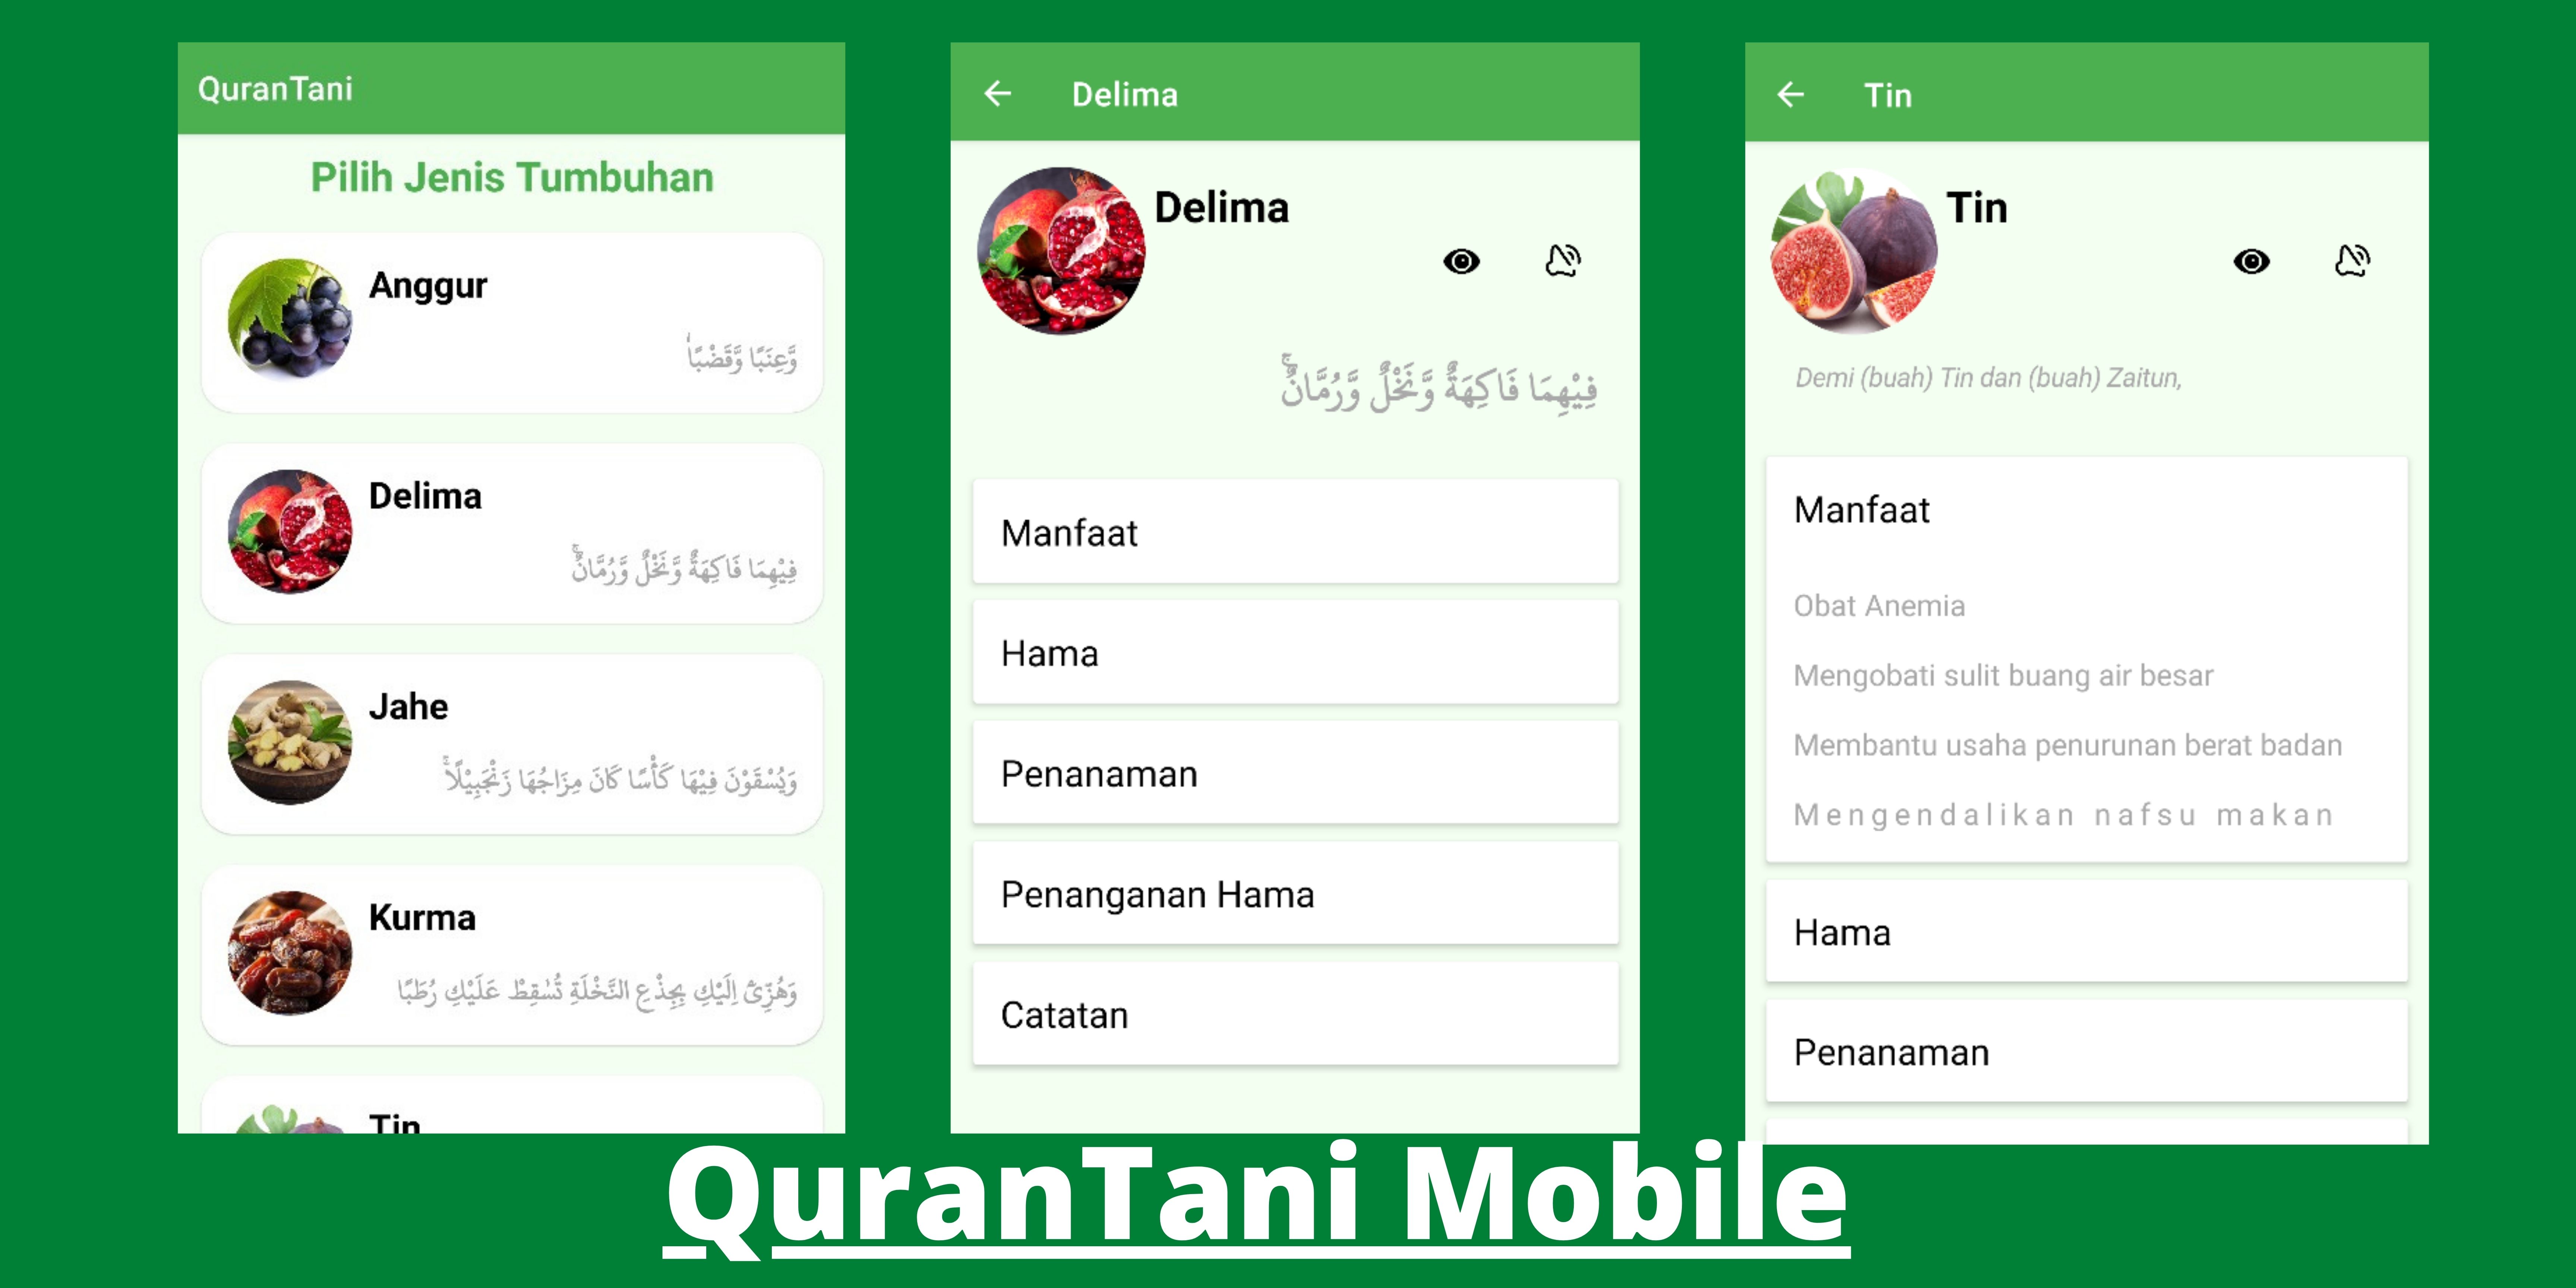 QuranTani
Pilih Jenis Tumbuhan
Anggur
وَّعِنَبًا وَّقَضْبًاۙ
Delima
فِيْهِمَا فَاكِهَةٌ وَّنَخْلٌ وَّرُمَّانٌۚ
Jahe
وَيُسْقَوْنَ فِيْهَا كَأْسًا كَانَ مِزَاجُهَا زَنْجَبِيْلًاۚ
Kurma
وَهُزِّيْٓ اِلَيْكِ بِجِذْعِ النَّخْلَةِ تُسٰقِطْ عَلَيْكِ رُطَبًا
Tin
Delima
Delima
فِيْهِمَا فَاكِهَةٌ وَّنَخْلٌ وَّرُمَّانٌۚ
Manfaat
Hama
Penanaman
Penanganan Hama
Catatan
Tin
Tin
Demi (buah) Tin dan (buah) Zaitun,
Manfaat
Obat Anemia
Mengobati sulit buang air besar
Membantu usaha penurunan berat badan
Mengendalikan nafsu makan
Hama
Penanaman
QuranTani Mobile